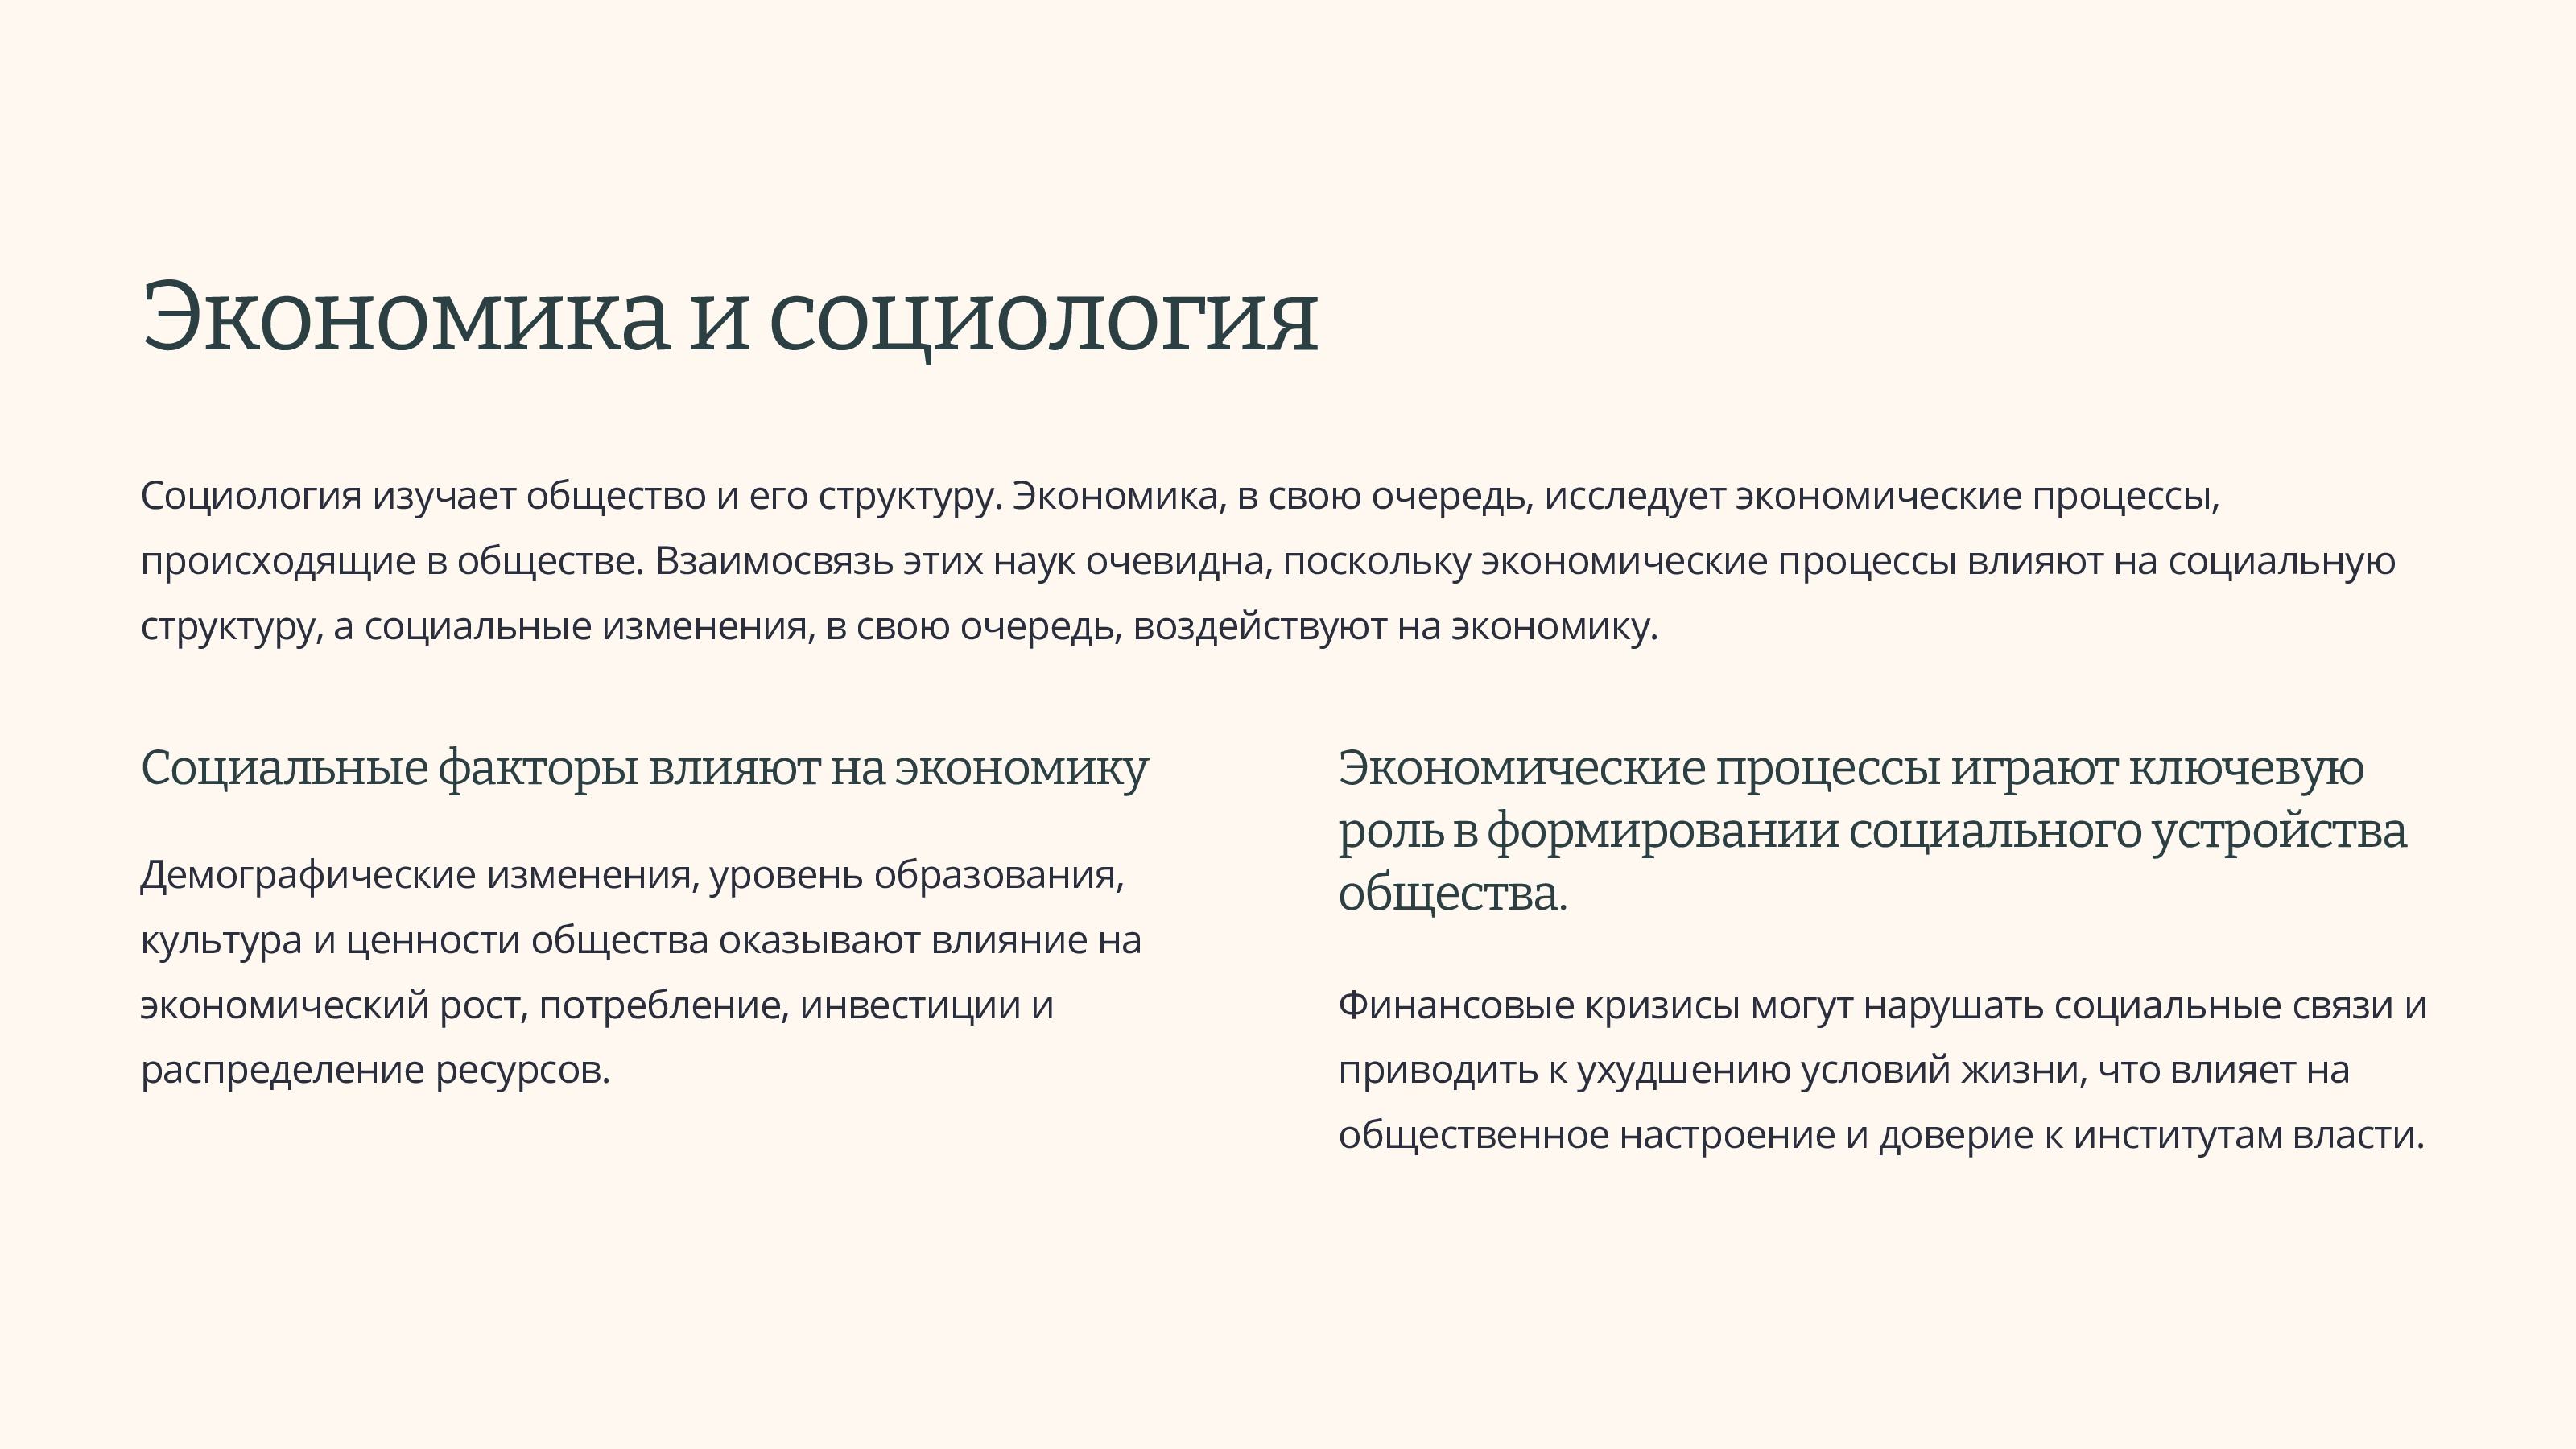 Экономика и социология
Социология изучает общество и его структуру. Экономика, в свою очередь, исследует экономические процессы,
происходящие в обществе. Взаимосвязь этих наук очевидна, поскольку экономические процессы влияют на социальную
структуру, а социальные изменения, в свою очередь, воздействуют на экономику.
Социальные факторы влияют на экономику
Демографические изменения, уровень образования,
культура и ценности общества оказывают влияние на
экономический рост, потребление, инвестиции и
распределение ресурсов.
Экономические процессы играют ключевую
роль в формировании социального устройства
общества.
Финансовые кризисы могут нарушать социальные связи и
приводить к ухудшению условий жизни, что влияет на
общественное настроение и доверие к институтам власти.